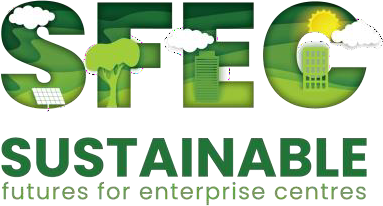 SFEC
SUSTAINABLE
futures for enterprise centres